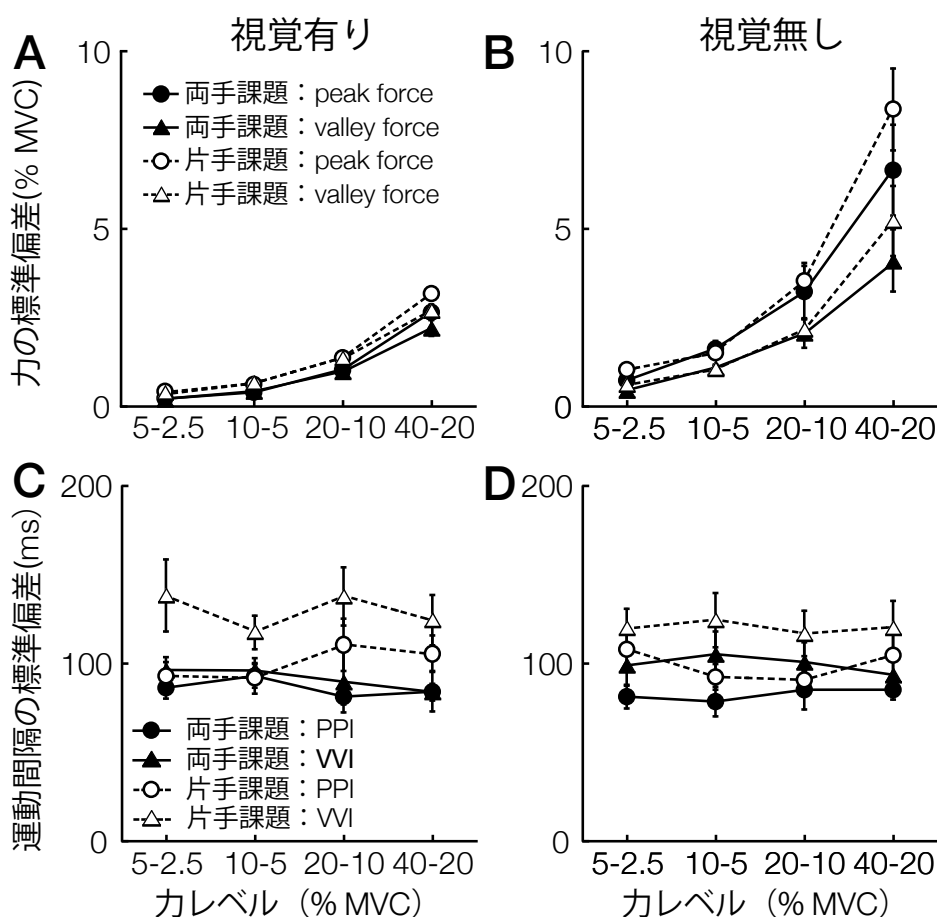 視覚有り
視覚無し
A
B
10
5
0
力の標準偏差(% MVC)
両手課題：peak force
両手課題：valley force
片手課題：peak force
片手課題：valley force
5-2.5 10-5 20-10 40-20
10
5
0
5-2.5 10-5 20-10 40-20
C
D
200
100
0
運動間隔の標準偏差(ms)
両手課題：PPI
両手課題：VVI
片手課題：PPI
片手課題：VVI
5-2.5 10-5 20-10 40-20
力レベル（% MVC）
200
100
0
5-2.5 10-5 20-10 40-20
力レベル（% MVC）